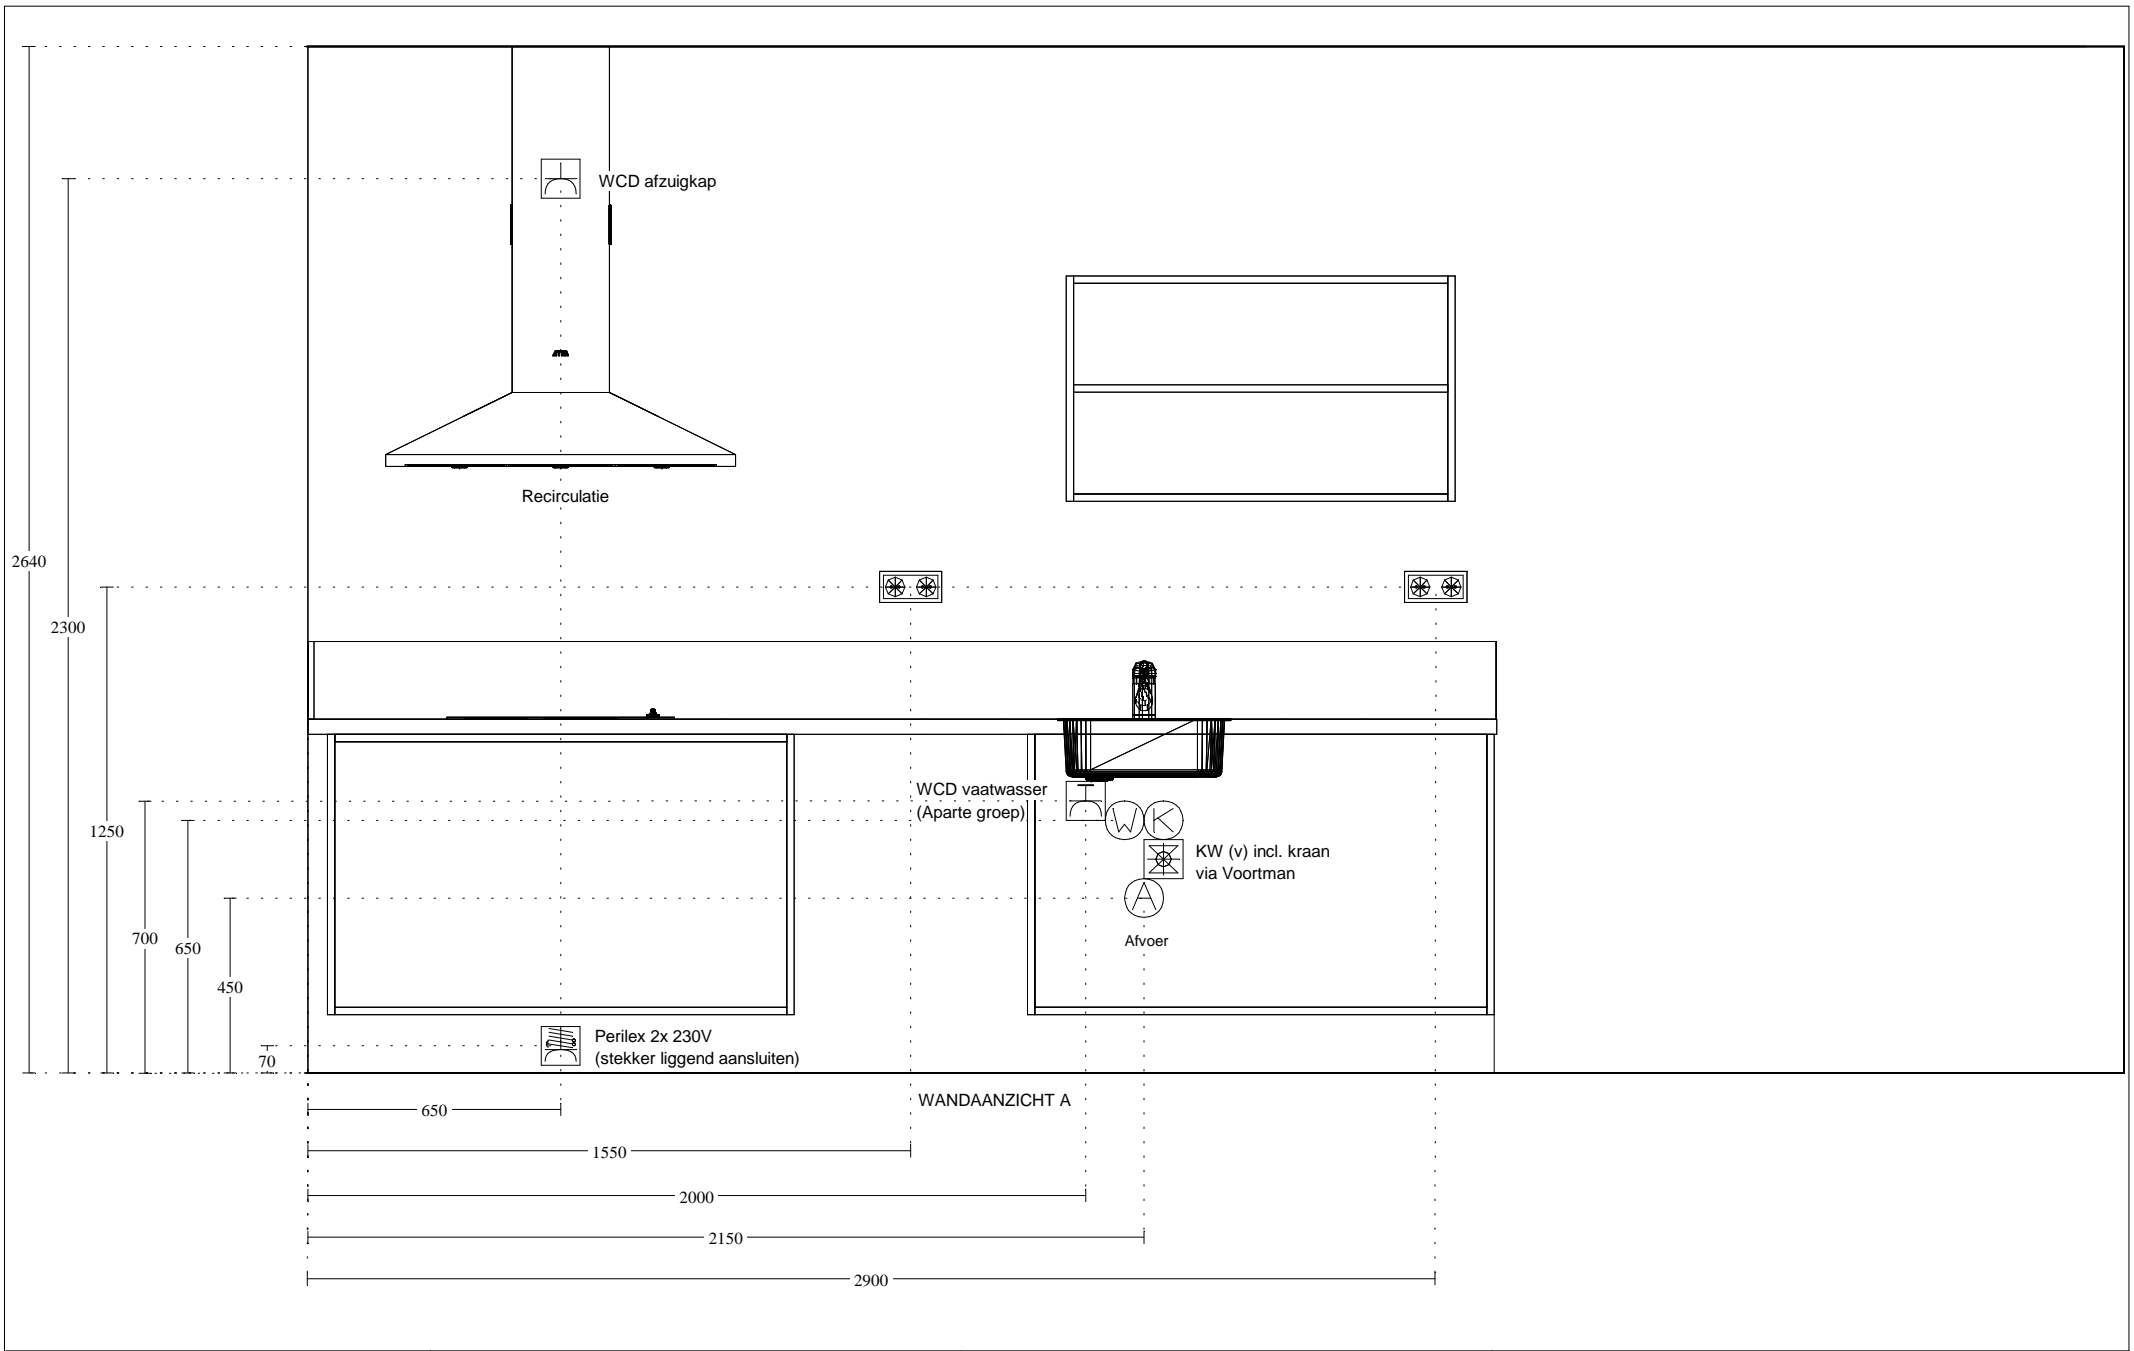 WCD afzuigkap
Recirculatie
2640
2300
1250
WCD vaatwasser
(Aparte groep)
W K
KW (v) incl. kraan
via Voortman
A
Afvoer
700
650
450
70
Perilex 2x 230V
(stekker liggend aansluiten)
WANDAANZICHT A
650
1550
2000
2150
2900